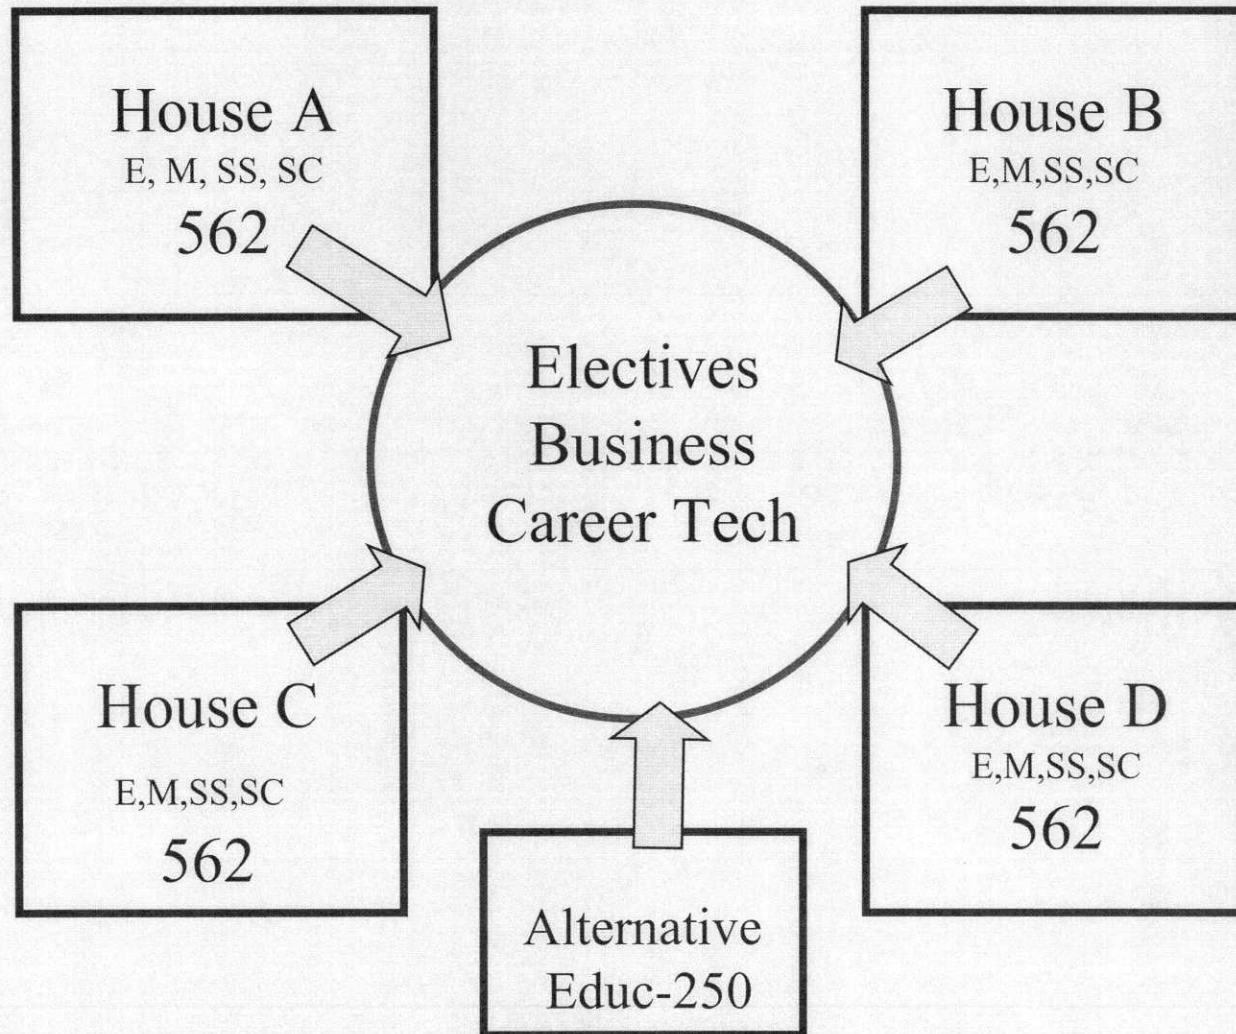 House A
E, M, SS, SC
562
House B
E,M,SS,SC
562
Electives
Business
Career Tech
House C
E,M,SS,SC
562
House D
E,M,SS,SC
562
Alternative
Educ-250